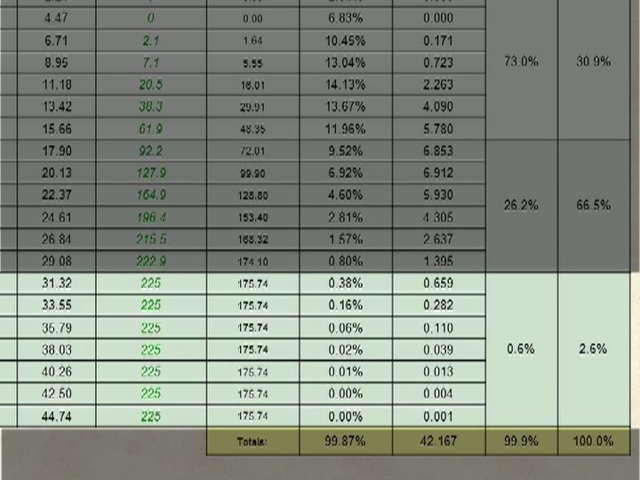 4.47 0 0.00 6.83% 0.000
6.71 2.1 1.64 10.45% 0.171
8.95 7.1 5.55 13.04% 0.723 73.0% 30.9%
11.18 20.5 16.01 14.13% 2.263
13.42 38.3 29.91 13.67% 4.090
15.66 61.9 48.35 11.96% 5.780
17.90 92.2 72.01 9.52% 6.853
20.13 127.9 99.90 6.92% 6.912
22.37 164.9 128.80 4.60% 5.930
26.2% 66.5%
24.61 196.4 153.40 2.81% 4.305
26.84 215.5 168.32 1.57% 2.637
29.08 222.9 174.10 0.80% 1.395
31.32 225 175.74 0.38% 0.659
33.55 225 175.74 0.16% 0.282
35.79 225 175.74 0.06% 0.110
38.03 225 175.74 0.02% 0.039 0.6% 2.6%
40.26 225 175.74 0.01% 0.013
42.50 225 175.74 0.00% 0.004
44.74 225 175.74 0.00% 0.001
Totals: 99.87% 42.167 99.9% 100.0%